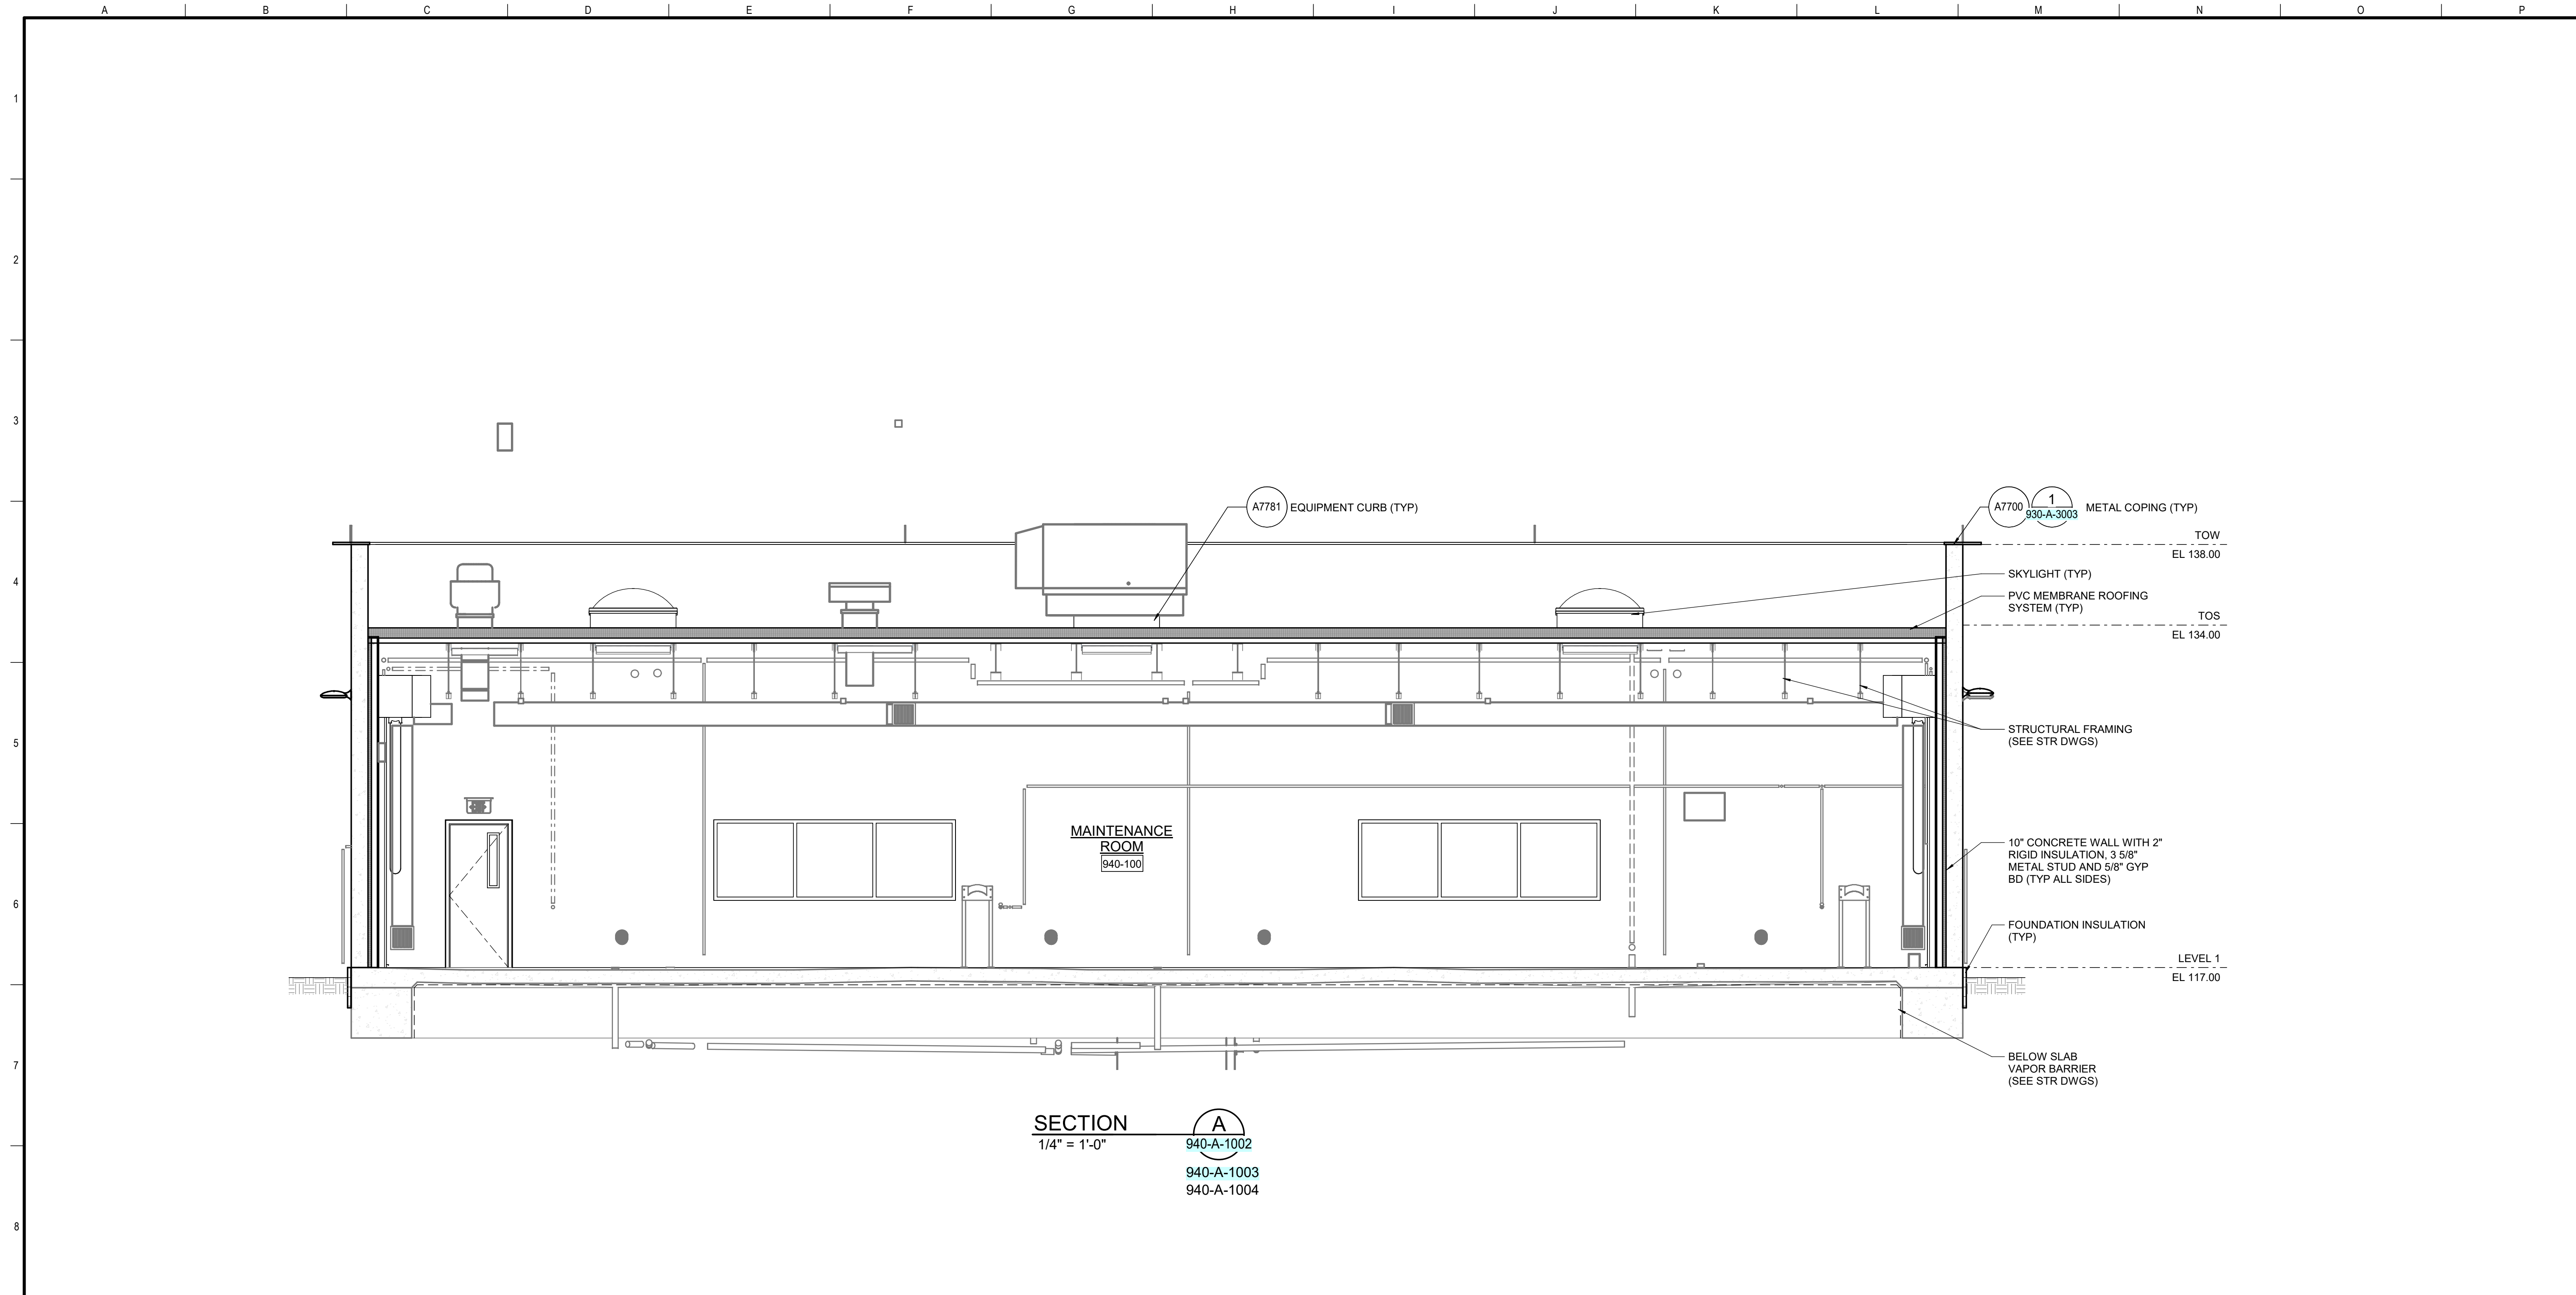 A B C D E F G H I J K L M N O P
1
2
3
4
5
6
7
8
A7781 EQUIPMENT CURB (TYP)
A7700
1
930-A-3003
METAL COPING (TYP)
TOW
EL 138.00
SKYLIGHT (TYP)
PVC MEMBRANE ROOFING
SYSTEM (TYP)
TOS
EL 134.00
STRUCTURAL FRAMING
(SEE STR DWGS)
MAINTENANCE
ROOM
940-100
10" CONCRETE WALL WITH 2"
RIGID INSULATION, 3 5/8"
METAL STUD AND 5/8" GYP
BD (TYP ALL SIDES)
FOUNDATION INSULATION
(TYP)
LEVEL 1
EL 117.00
BELOW SLAB
VAPOR BARRIER
(SEE STR DWGS)
SECTION
1/4" = 1'-0"
A
940-A-1002
940-A-1003
940-A-1004